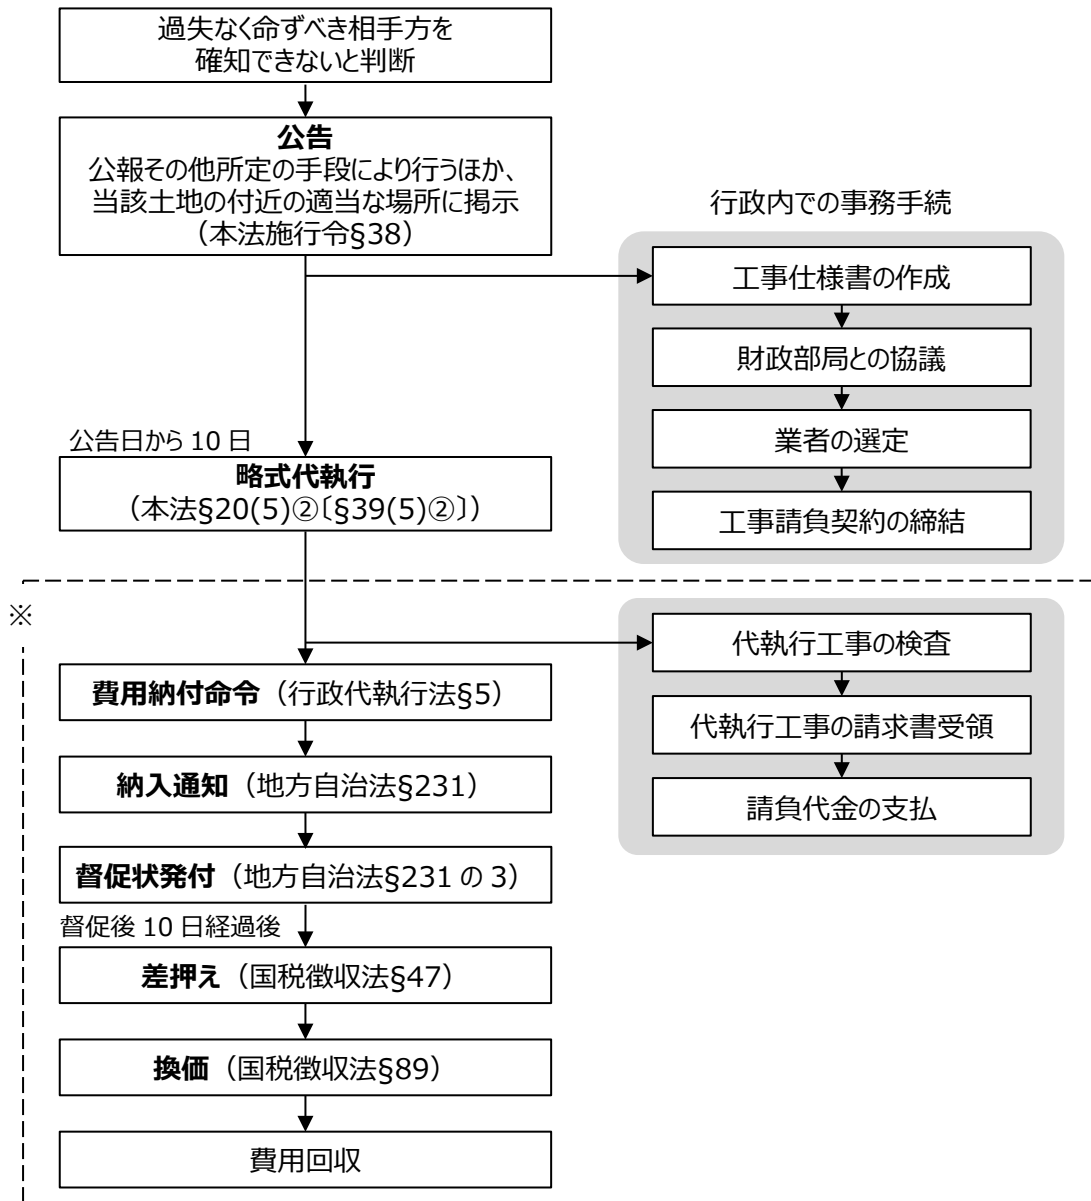 過失なく命ずべき相手方を
確知できないと判断
公告
公報その他所定の手段により行うほか、
当該土地の付近の適当な場所に掲示
（本法施行令§38）
行政内での事務手続
工事仕様書の作成
財政部局との協議
業者の選定
工事請負契約の締結
公告日から 10 日
略式代執行
（本法§20(5)②〔§39(5)②〕）
※
代執行工事の検査
代執行工事の請求書受領
請負代金の支払
費用納付命令（行政代執行法§5）
納入通知（地方自治法§231）
督促状発付（地方自治法§231 の 3）
督促後 10 日経過後
差押え（国税徴収法§47）
換価（国税徴収法§89）
費用回収